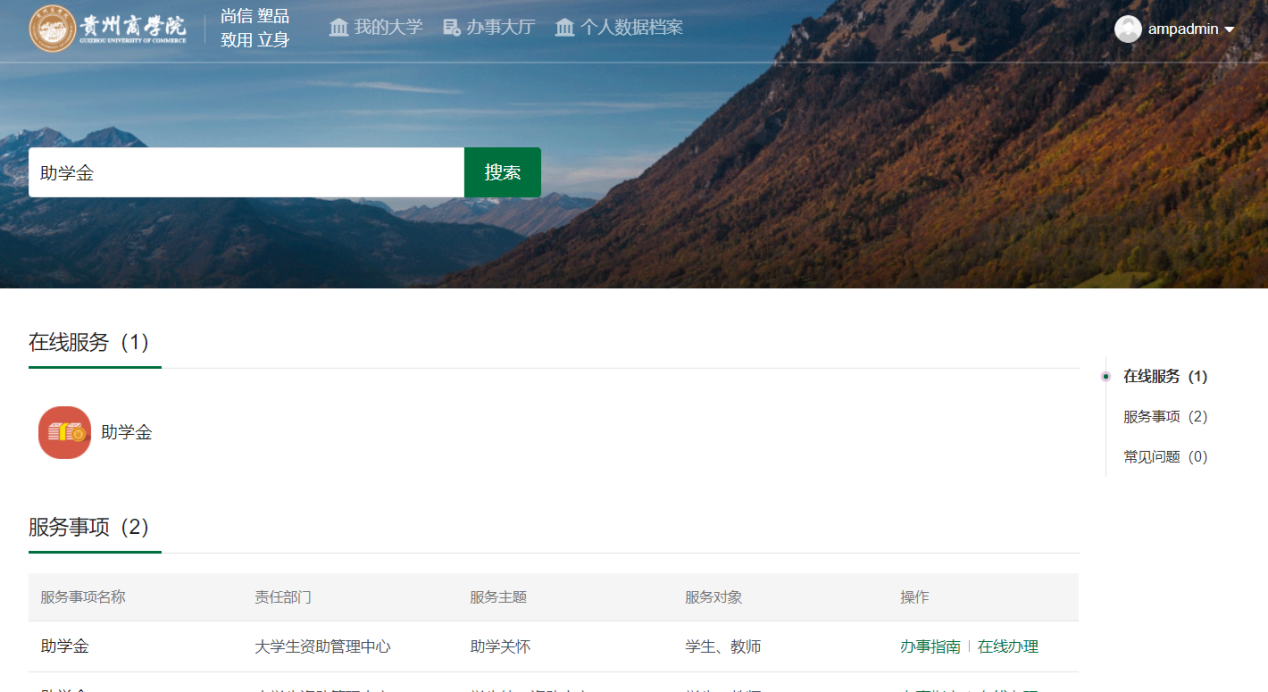 贵州商学院
GUIZHOU UNIVERSITY OF COMMERCE
尚信 塑品
致用 立身
我的大学 办事大厅 个人数据档案
ampadmin
助学金 搜索
在线服务（1）
助学金
在线服务（1）
服务事项（2）
常见问题（0）
服务事项（2）
服务事项名称 责任部门 服务主题 服务对象 操作
助学金 大学生资助管理中心 助学关怀 学生、教师 办事指南 | 在线办理